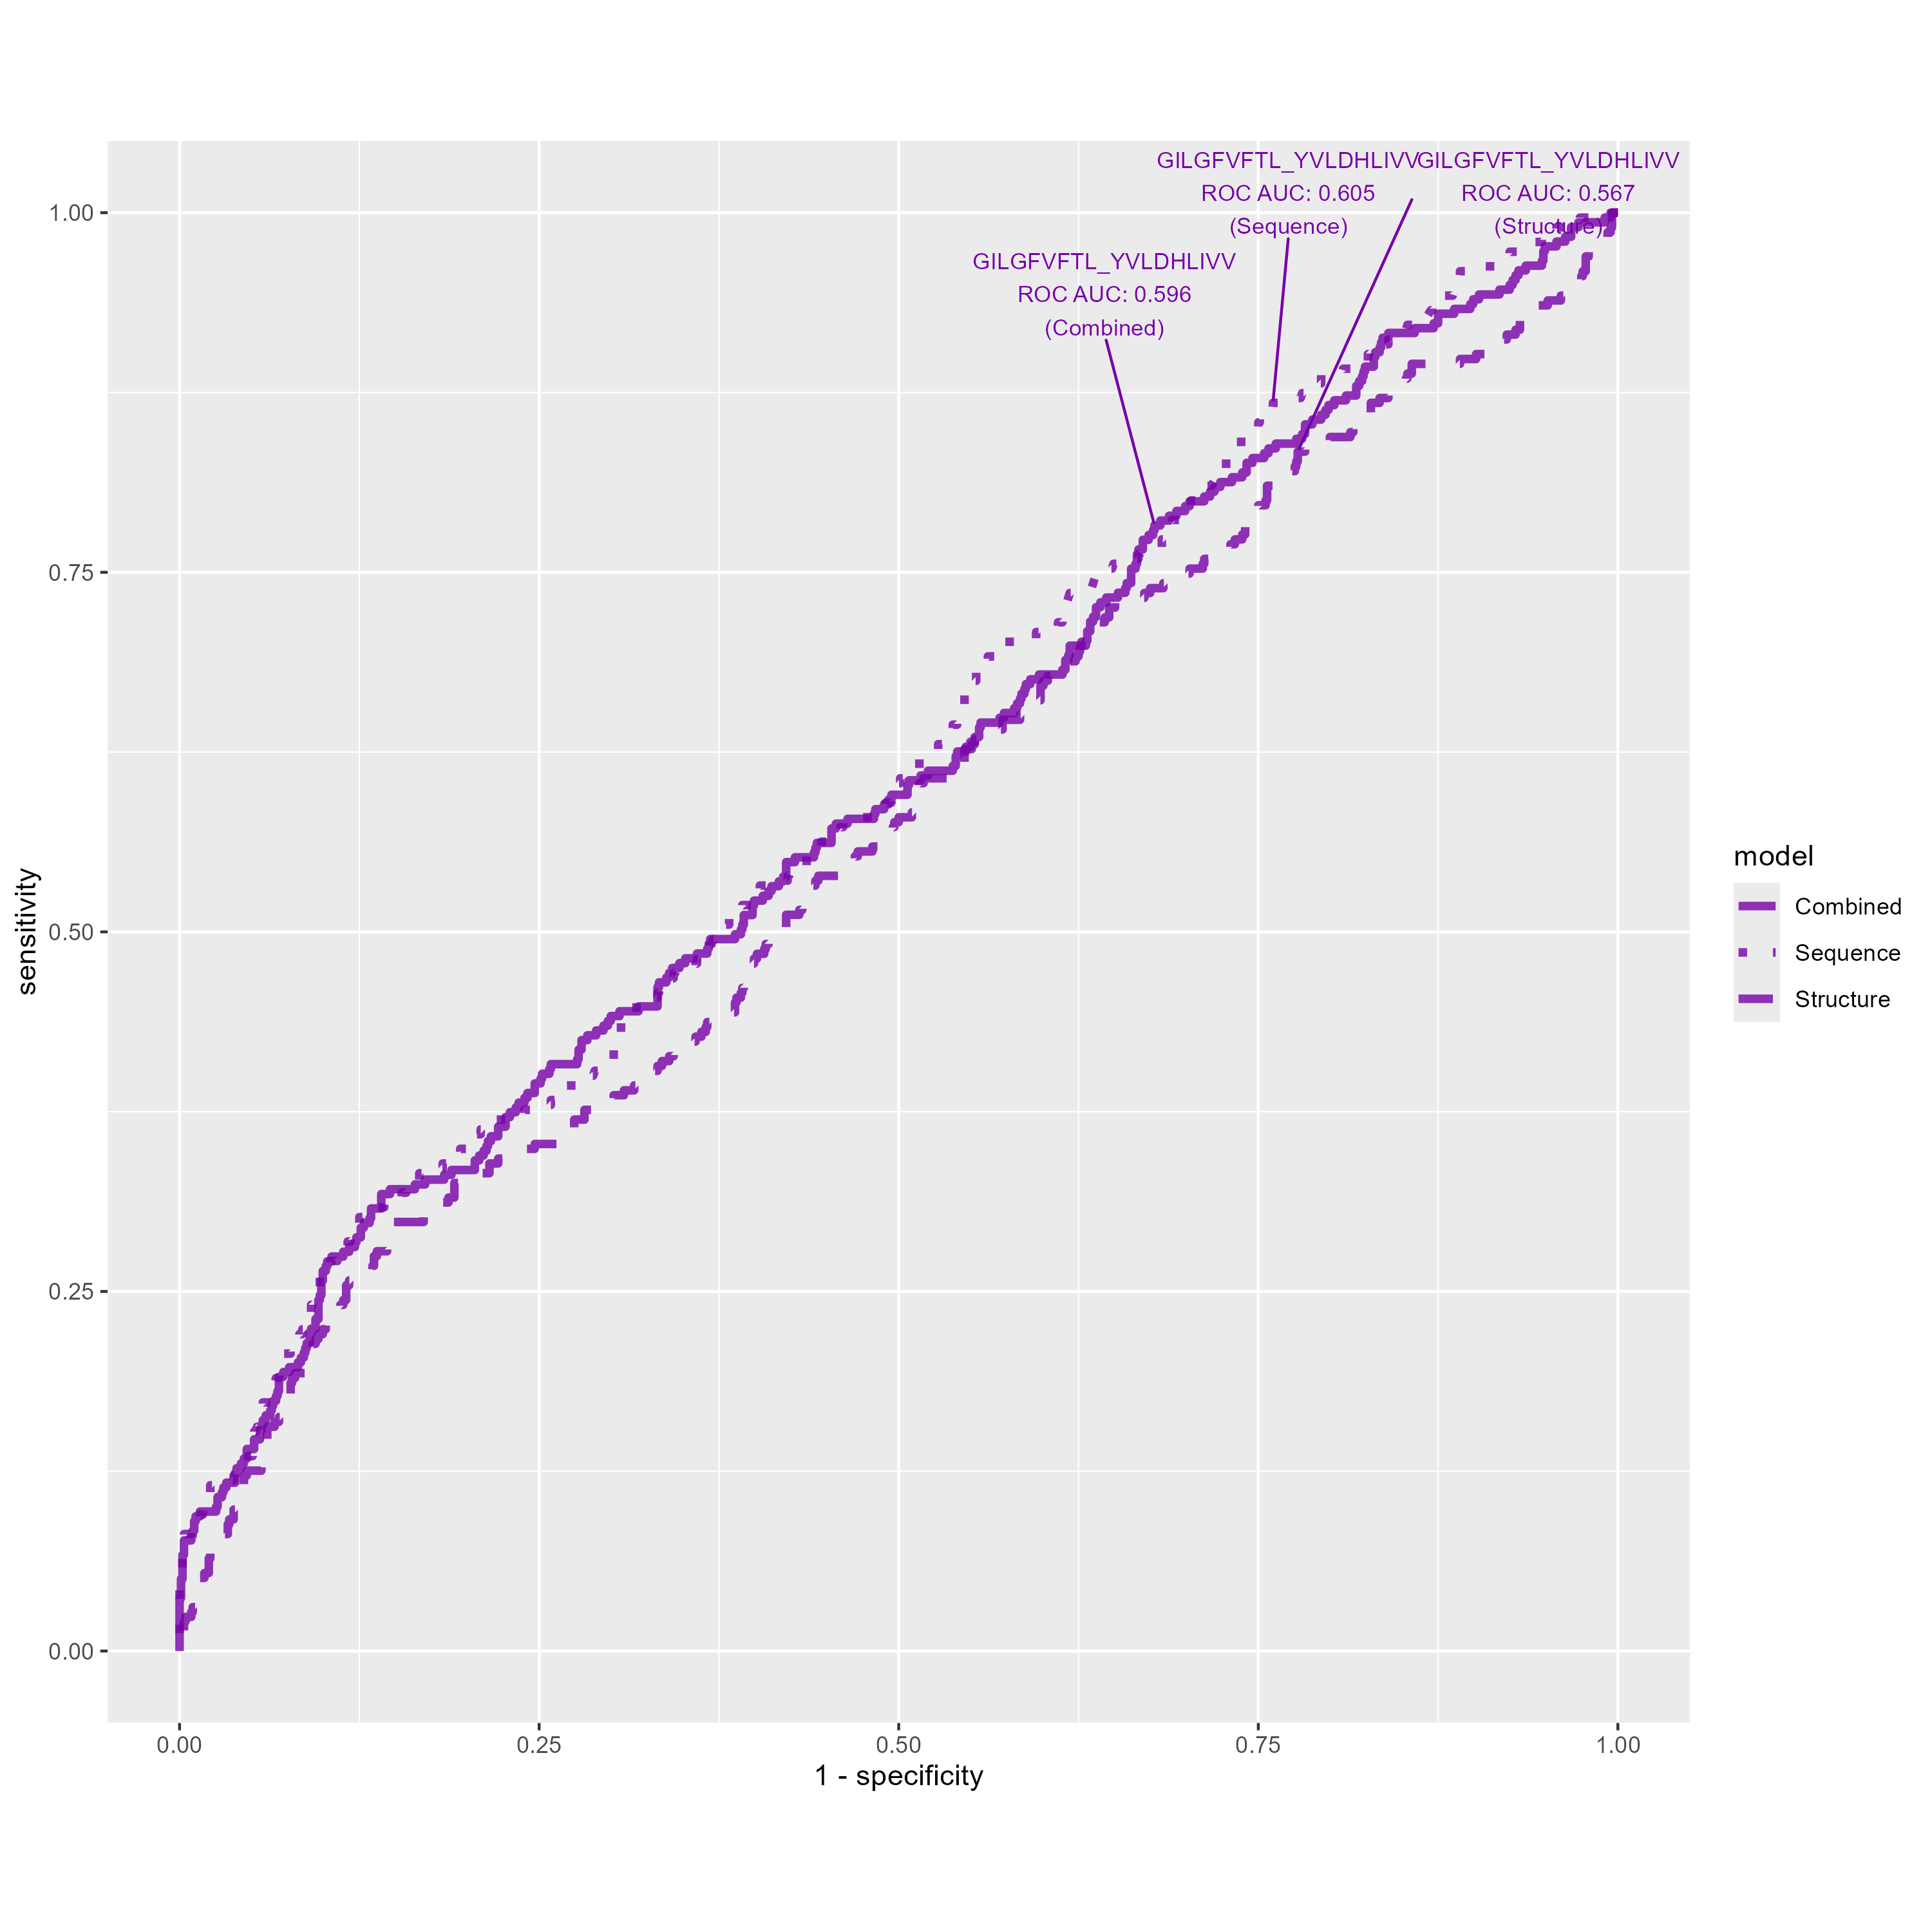 GILGFVFTL_YVLDHLIVV
ROC AUC: 0.605
(Sequence)
GILGFVFTL_YVLDHLIVV
ROC AUC: 0.567
(Structure)
GILGFVFTL_YVLDHLIVV
ROC AUC: 0.596
(Combined)
1.00
0.75
0.50
0.25
0.00
sensitivity
0.00
0.25
0.50
0.75
1.00
1 - specificity
model
Combined
Sequence
Structure